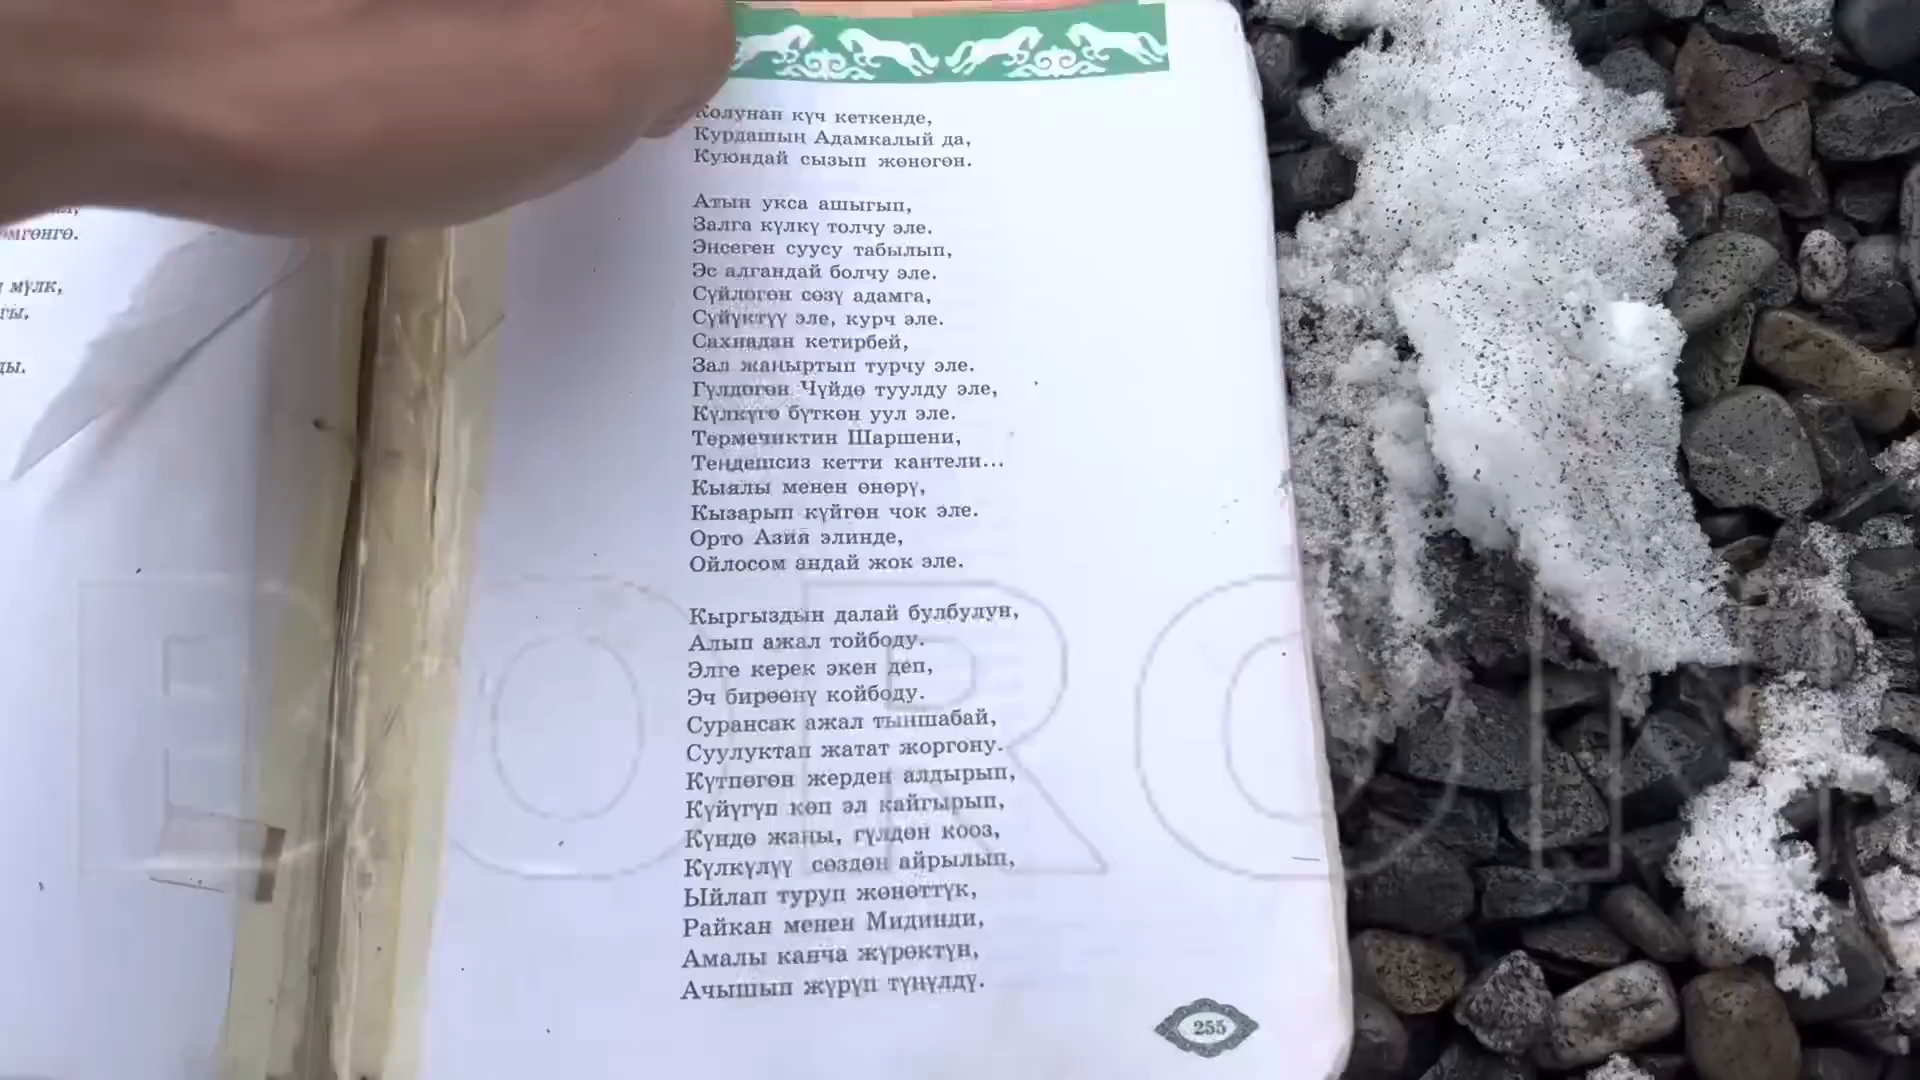 мүлк,
Колунан күч кеткенде,
Курдашың Адамкалый да,
Куюндай сызып жөнөгөн.
Атын укса ашыгып,
Залга күлкү толчу эле.
Энсеген суусу табылып,
Эс алгандай болчу эле.
Сүйлөгөн сөзү адамга,
Сүйүктүү эле, курч эле.
Сахнадан кетирбей,
Зал жаңыртып турчу эле.
Гүлдөгөн Чүйдө туулду эле,
Күлкүгө бүткөн уул эле.
Төрмечиктин Шаршени,
Теңдешсиз кетти кантели...
Кыялы менен өнөрү,
Кызарып күйгөн чок эле.
Орто Азия элинде,
Ойлосом андай жок эле.
Кыргыздын далай булбулун,
Алып ажал тойбоду.
Элге керек экен деп,
Эч бирөөнү койбоду.
Сурансак ажал тыншабай,
Суулуктап жатат жоргону.
Күтпөгөн жерден алдырып,
Күйүгүп көп эл кайгырып,
Күндө жаңы, гүлдөн кооз,
Күлкүлүү сөздөн айрылып,
Ыйлап туруп жөнөттүк,
Райкан менен Мидинди,
Амалы канча жүрөктүн,
Ачышып жүрүп түңүлдү.
255